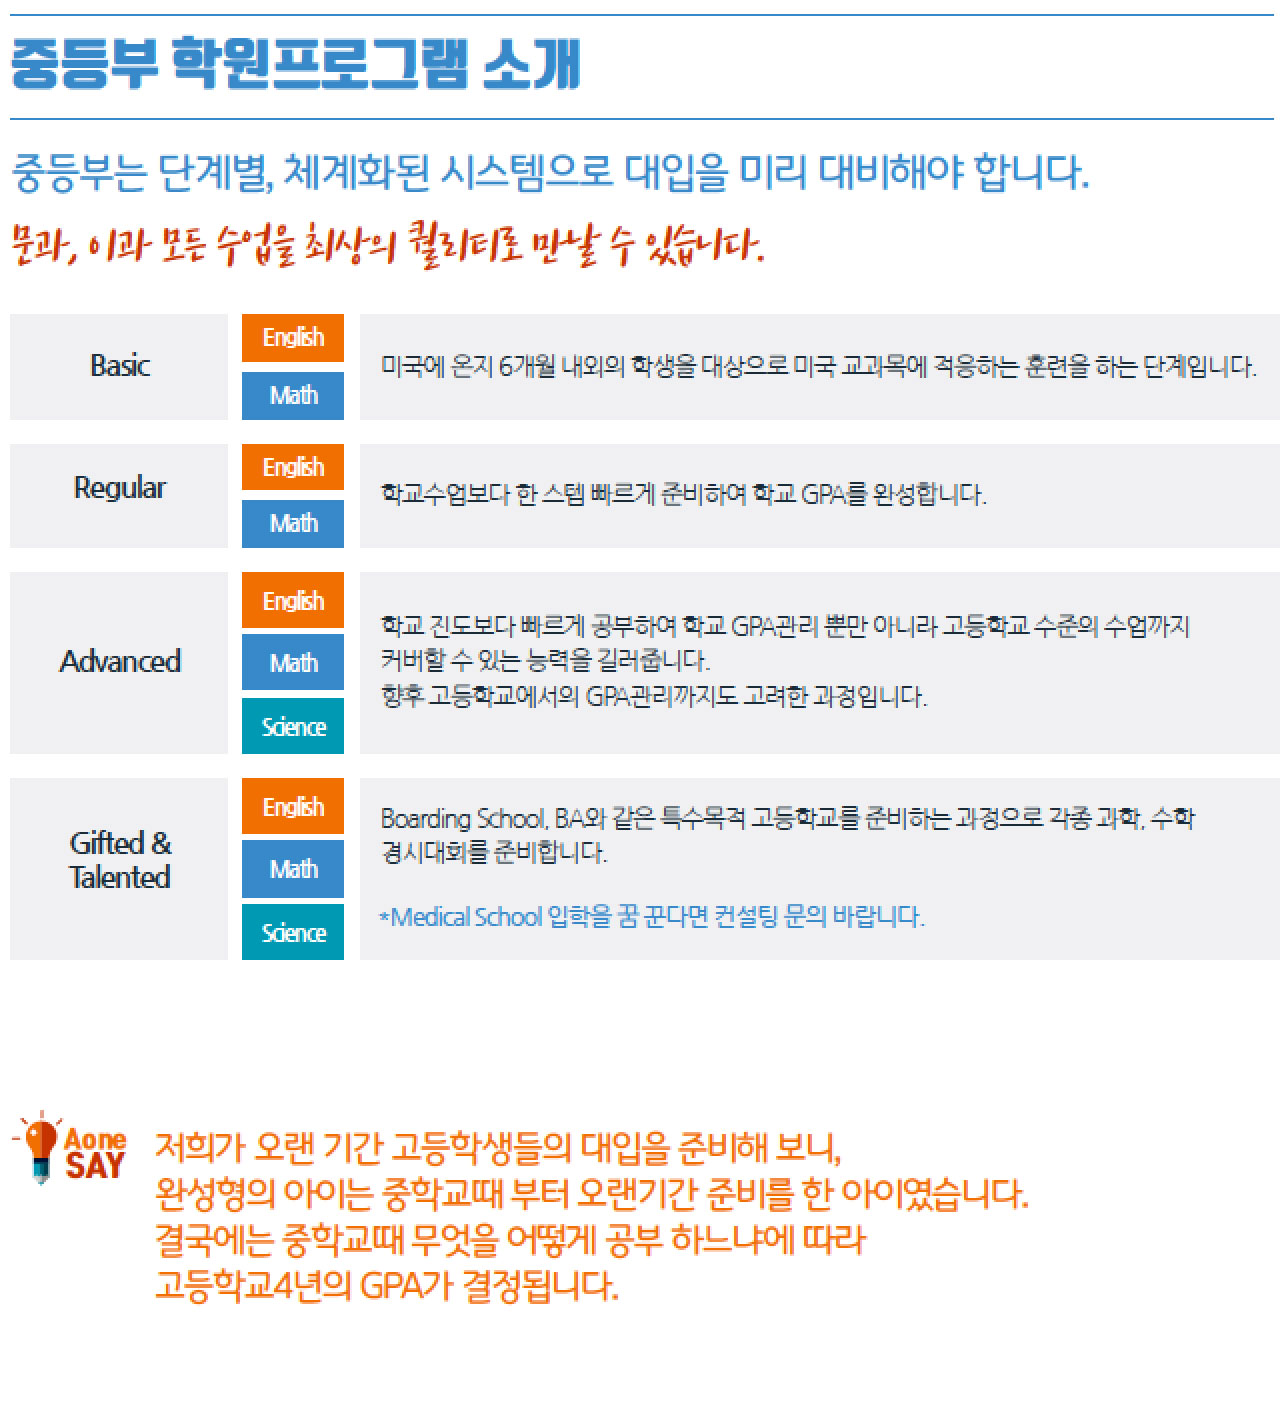 중등부 학원프로그램 소개
중등부는 단계별, 체계화된 시스템으로 대입을 미리 대비해야 합니다.
문과, 이과 모든 수업을 최상의 퀄리티로 만날 수 있습니다.
Basic
English
Math
미국에 온지 6개월 내외의 학생을 대상으로 미국 교과목에 적응하는 훈련을 하는 단계입니다.
Regular
English
Math
학교수업보다 한 스텝 빠르게 준비하여 학교 GPA를 완성합니다.
Advanced
English
Math
Science
학교 진도보다 빠르게 공부하여 학교 GPA관리 뿐만 아니라 고등학교 수준의 수업까지
커버할 수 있는 능력을 길러줍니다.
향후 고등학교에서의 GPA관리까지도 고려한 과정입니다.
Gifted &
Talented
English
Math
Science
Boarding School, BA와 같은 특수목적 고등학교를 준비하는 과정으로 각종 과학, 수학
경시대회를 준비합니다.
*Medical School 입학을 꿈 꾼다면 컨설팅 문의 바랍니다.
Aone
SAY
저희가 오랜 기간 고등학생들의 대입을 준비해 보니,
완성형의 아이는 중학교때 부터 오랜기간 준비를 한 아이였습니다.
결국에는 중학교때 무엇을 어떻게 공부 하느냐에 따라
고등학교4년의 GPA가 결정됩니다.